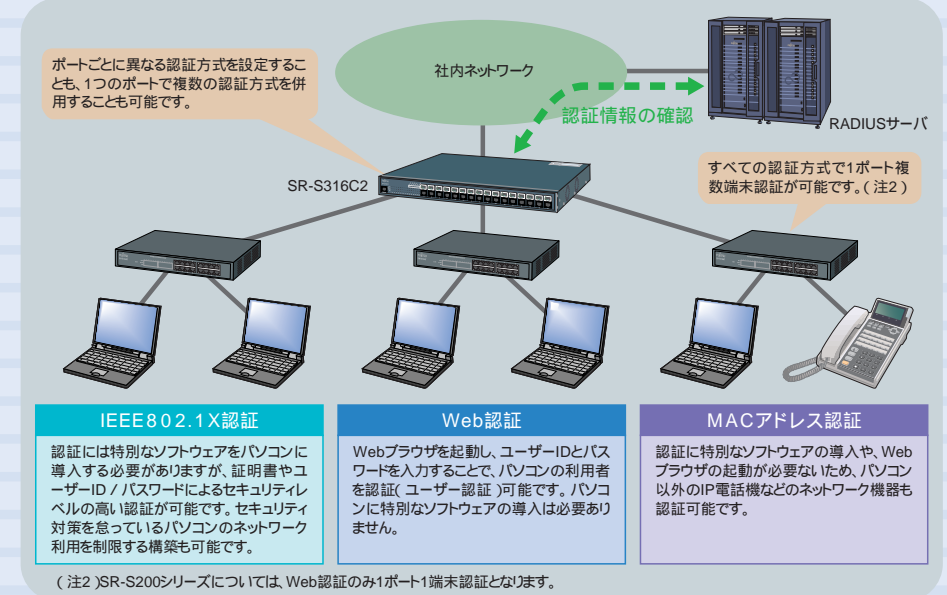 ポートごとに異なる認証方式を設定するこ
とも、1つのポートで複数の認証方式を併
用することも可能です。
社内ネットワーク
認証情報の確認
RADIUSサーバ
SR-S316C2
すべての認証方式で1ポート複
数端末認証が可能です。(注2)
IEEE802.1X認証
認証には特別なソフトウェアをパソコンに
導入する必要がありますが、証明書やユ
ーザーID / パスワードによるセキュリティレ
ベルの高い認証が可能です。セキュリティ
対策を怠っているパソコンのネットワーク
利用を制限する構築も可能です。
Web認証
Webブラウザを起動し、ユーザーIDとパス
ワードを入力することで、パソコンの利用者
を認証(ユーザー認証)可能です。パソコ
ンに特別なソフトウェアの導入は必要あり
ません。
MACアドレス認証
認証に特別なソフトウェアの導入や、Web
ブラウザの起動が必要ないため、パソコン
以外のIP電話機などのネットワーク機器も
認証可能です。
(注2)SR-S200シリーズについては、Web認証のみ1ポート1端末認証となります。